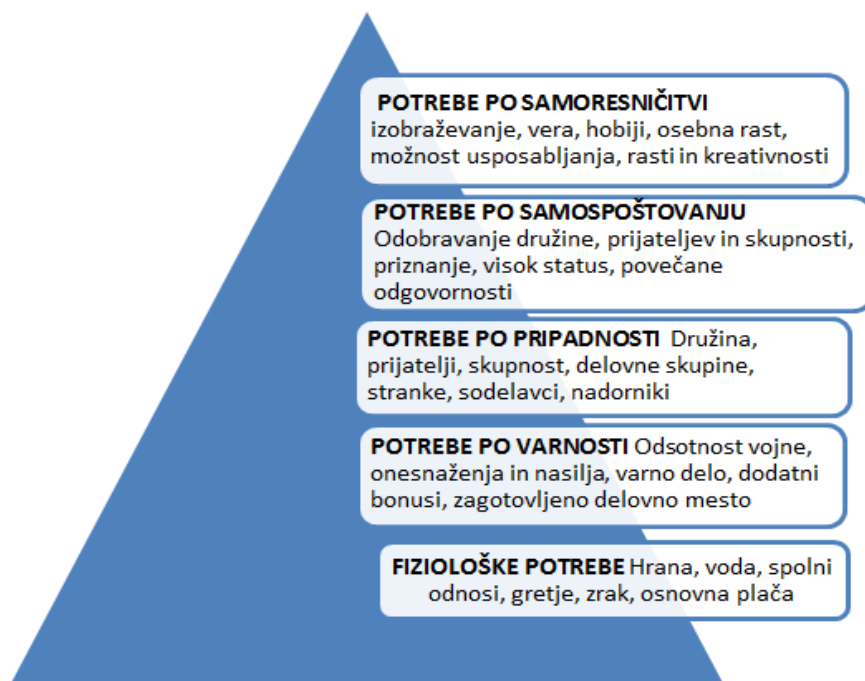 POTREBE PO SAMORESNIČITVI
izobraževanje, vera, hobiji, osebna rast,
možnost usposabljanja, rasti in kreativnosti
POTREBE PO SAMOSPOŠTOVANJU
Odobravanje družine, prijateljev in skupnosti,
priznanje, visok status, povečane
odgovornosti
POTREBE PO PRIPADNOSTI Družina,
prijatelji, skupnost, delovne skupine,
stranke, sodelavci, nadorniki
POTREBE PO VARNOSTI Odsotnost vojne,
onesnaženja in nasilja, varno delo, dodatni
bonusi, zagotovljeno delovno mesto
FIZIOLOŠKE POTREBE Hrana, voda, spolni
odnosi, gretje, zrak, osnovna plača